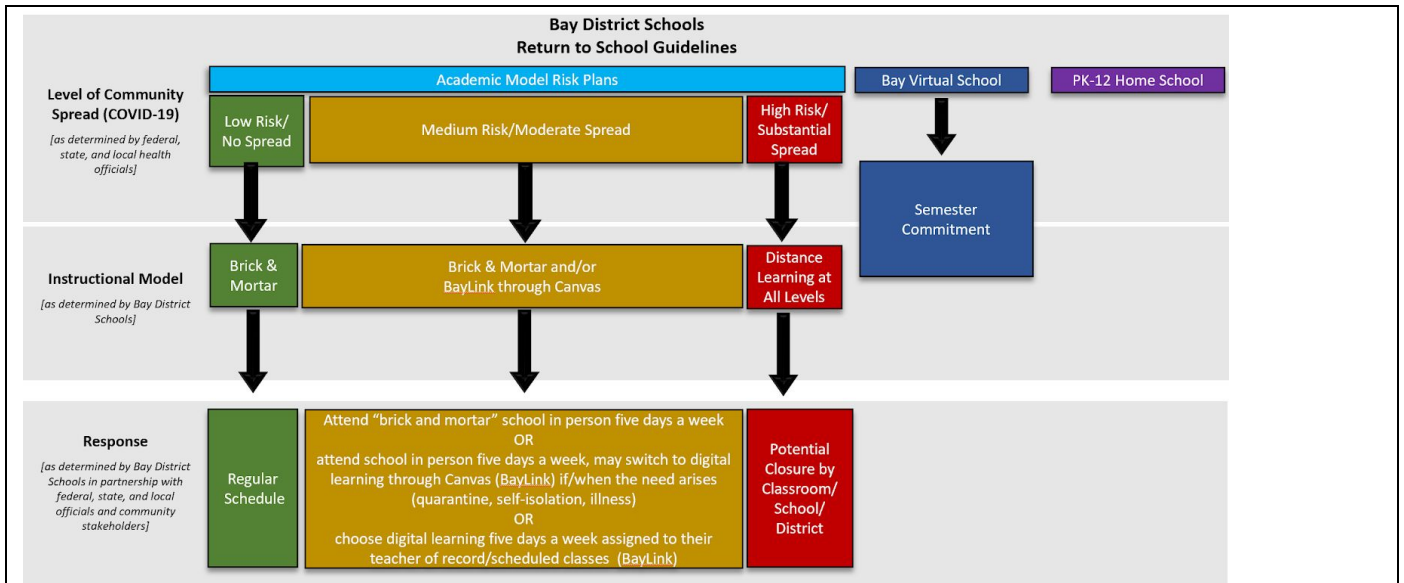 Bay District Schools
Return to School Guidelines
Level of Community
Spread (COVID-19)
[as determined by federal,
state, and local health
officials]
Academic Model Risk Plans
Bay Virtual School
PK-12 Home School
Low Risk/
No Spread
Medium Risk/Moderate Spread
High Risk/
Substantial
Spread
Semester
Commitment
Instructional Model
[as determined by Bay District
Schools]
Brick &
Mortar
Brick & Mortar and/or
BayLink through Canvas
Distance
Learning at
All Levels
Response
[as determined by Bay District
Schools in partnership with
federal, state, and local
officials and community
stakeholders]
Regular
Schedule
Attend “brick and mortar” school in person five days a week
OR
attend school in person five days a week, may switch to digital
learning through Canvas (BayLink) if/when the need arises
(quarantine, self-isolation, illness)
OR
choose digital learning five days a week assigned to their
teacher of record/scheduled classes (BayLink)
Potential
Closure by
Classroom/
School/
District